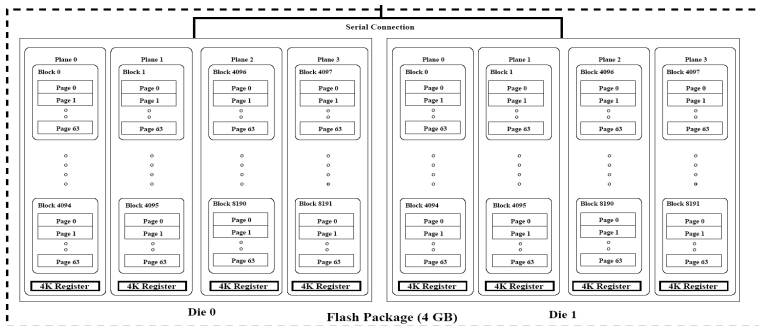 Serial Connection
Plane 0 Plane 1 Plane 2 Plane 3
Block 0 Block 1 Block 4096 Block 4097
Page 0 Page 0 Page 0 Page 0
Page 1 Page 1 Page 1 Page 1
Page 63 Page 63 Page 63 Page 63
Block 4094 Block 4095 Block 8190 Block 8191
Page 0 Page 0 Page 0 Page 0
Page 1 Page 1 Page 1 Page 1
Page 63 Page 63 Page 63 Page 63
4K Register 4K Register 4K Register 4K Register
Die 0
Plane 0 Plane 1 Plane 2 Plane 3
Block 0 Block 1 Block 4096 Block 4097
Page 0 Page 0 Page 0 Page 0
Page 1 Page 1 Page 1 Page 1
Page 63 Page 63 Page 63 Page 63
Block 4094 Block 4095 Block 8190 Block 8191
Page 0 Page 0 Page 0 Page 0
Page 1 Page 1 Page 1 Page 1
Page 63 Page 63 Page 63 Page 63
4K Register 4K Register 4K Register 4K Register
Die 1
Flash Package (4 GB)